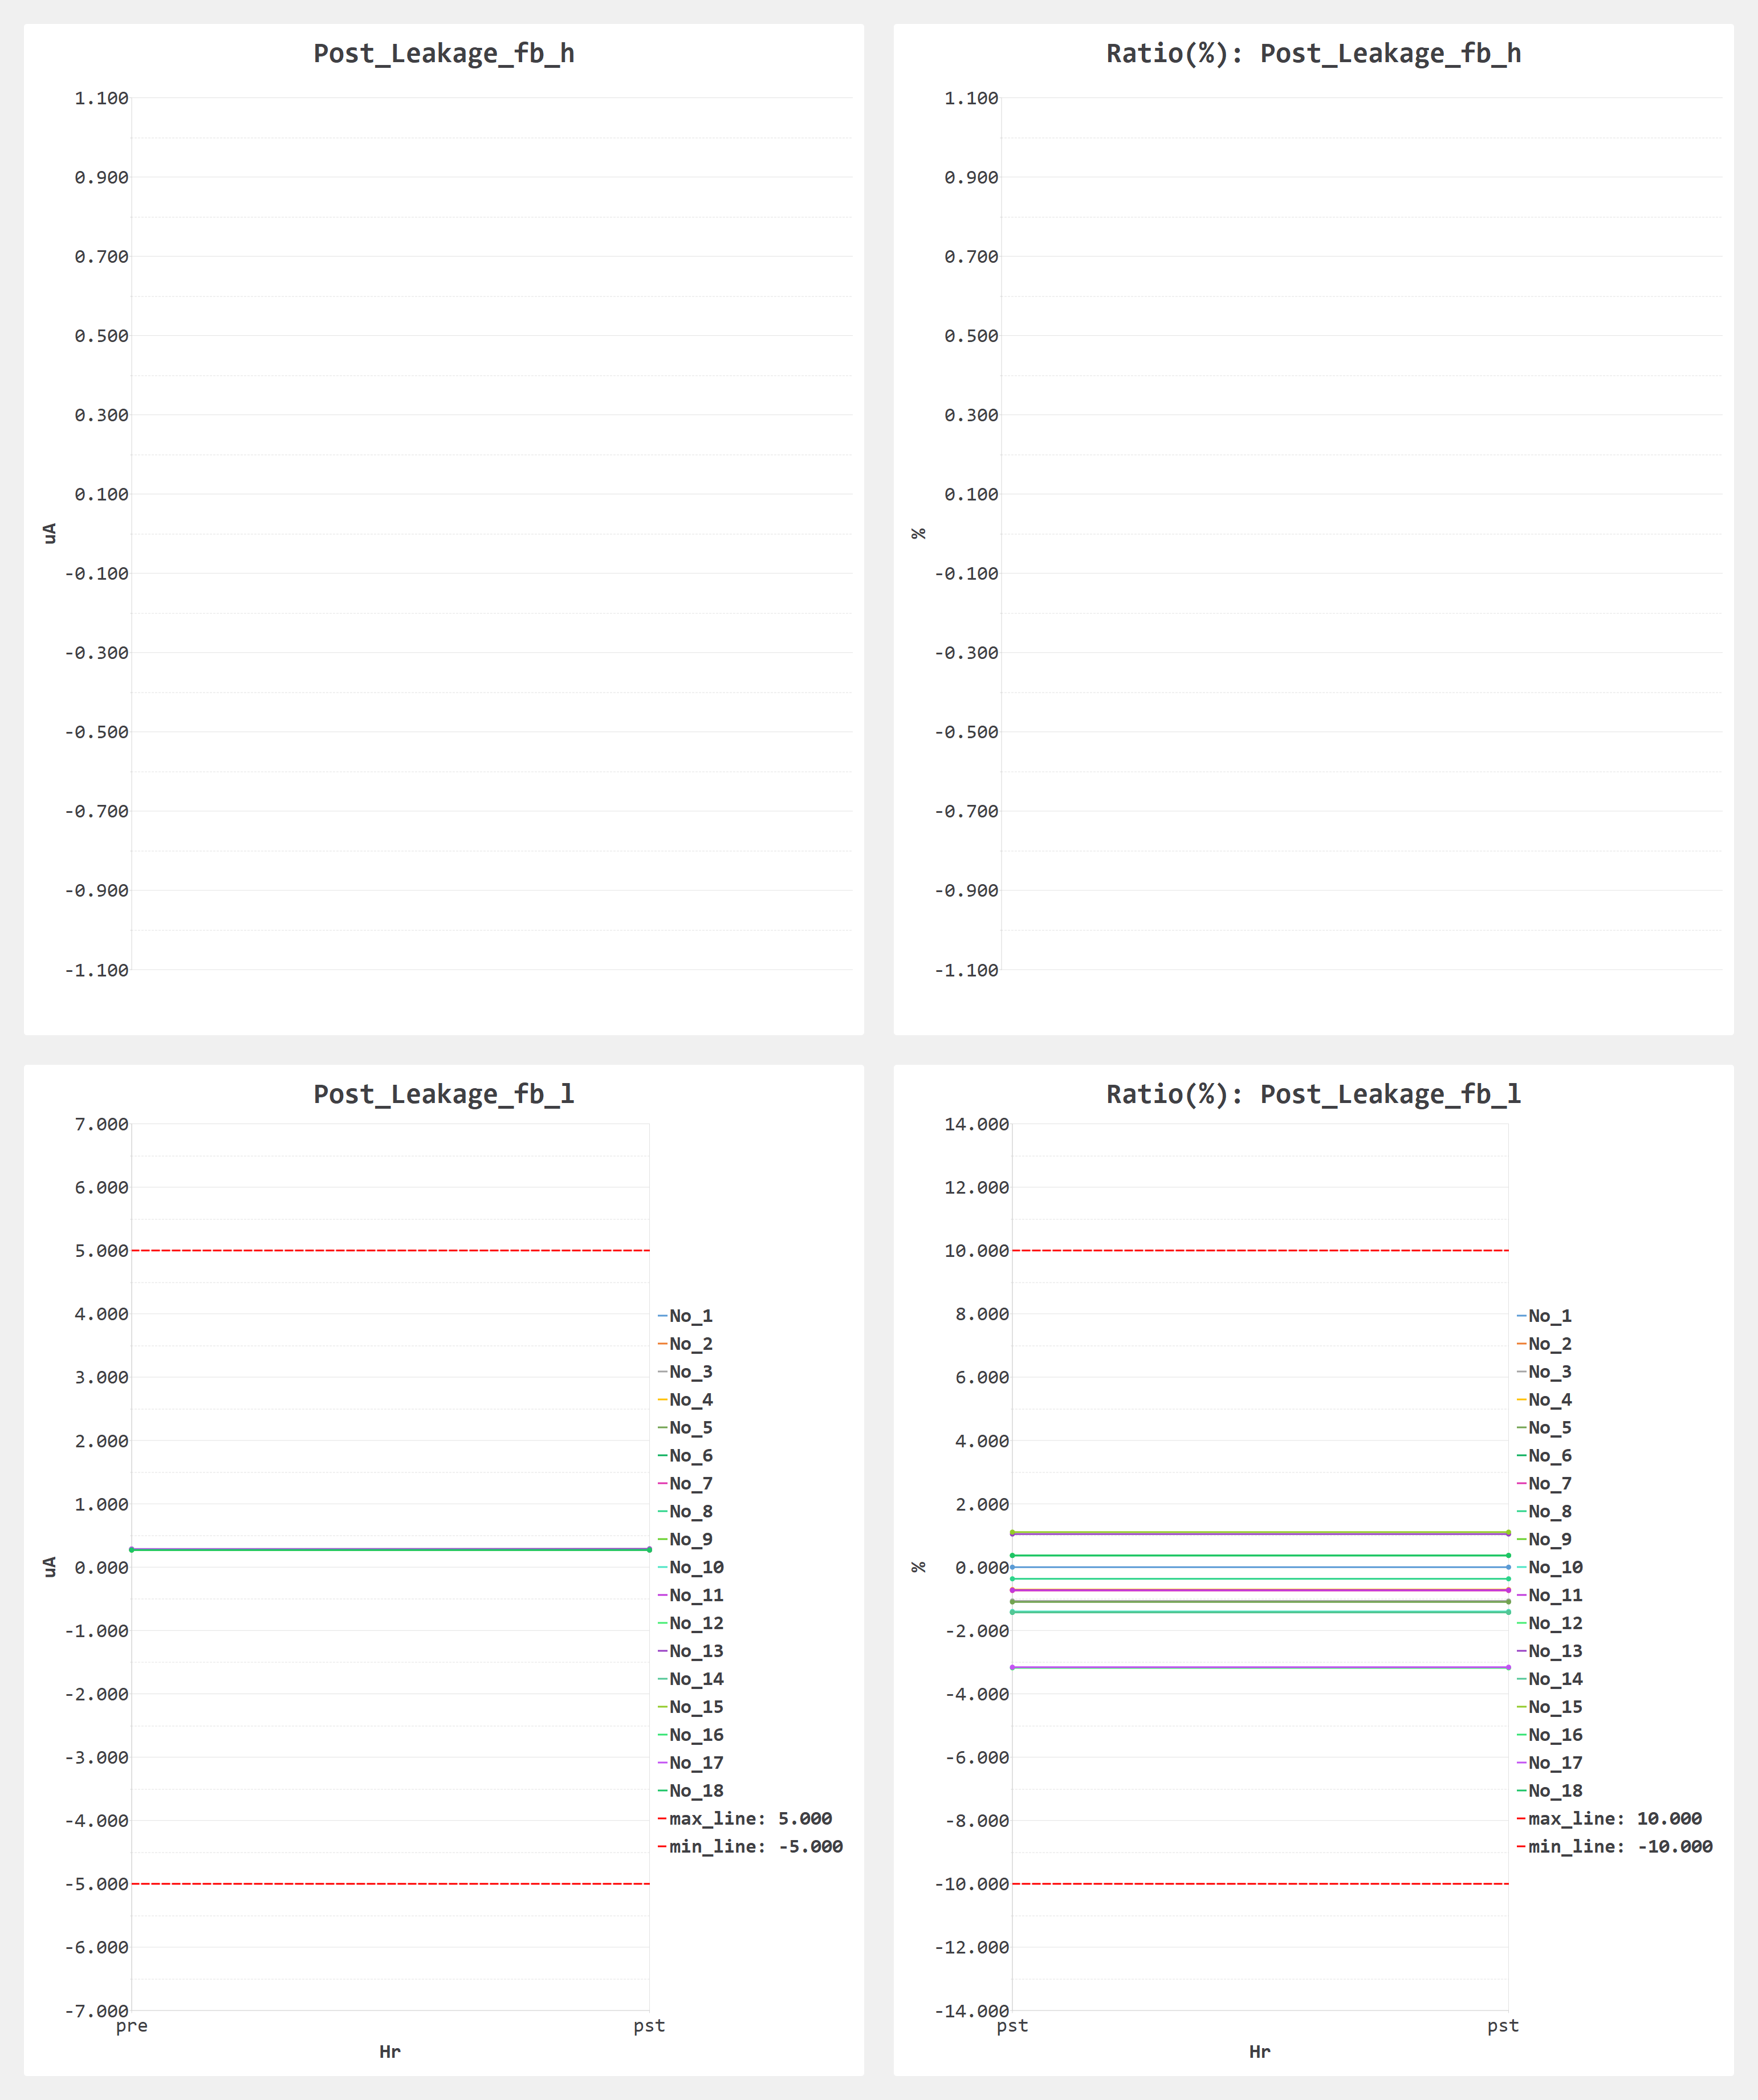 Post_Leakage_fb_h
1.100
0.900
0.700
0.500
0.300
0.100
-0.100
-0.300
-0.500
-0.700
-0.900
-1.100
uA
Ratio(%): Post_Leakage_fb_h
1.100
0.900
0.700
0.500
0.300
0.100
-0.100
-0.300
-0.500
-0.700
-0.900
-1.100
%
Post_Leakage_fb_l
7.000
6.000
5.000
4.000
3.000
2.000
1.000
0.000
-1.000
-2.000
-3.000
-4.000
-5.000
-6.000
-7.000
uA
pre
pst
Hr
No_1
No_2
No_3
No_4
No_5
No_6
No_7
No_8
No_9
No_10
No_11
No_12
No_13
No_14
No_15
No_16
No_17
No_18
max_line: 5.000
min_line: -5.000
Ratio(%): Post_Leakage_fb_l
14.000
12.000
10.000
8.000
6.000
4.000
2.000
0.000
-2.000
-4.000
-6.000
-8.000
-10.000
-12.000
-14.000
%
pst
pst
Hr
No_1
No_2
No_3
No_4
No_5
No_6
No_7
No_8
No_9
No_10
No_11
No_12
No_13
No_14
No_15
No_16
No_17
No_18
max_line: 10.000
min_line: -10.000